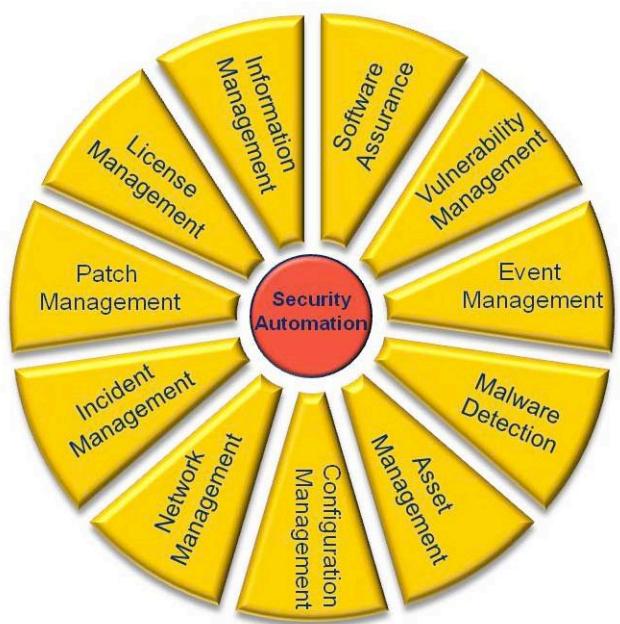 Security
Automation
Software
Assurance
Vulnerability
Management
Event
Management
Malware
Detection
Asset
Management
Configuration
Management
Network
Management
Incident
Management
Patch
Management
License
Management
Information
Management